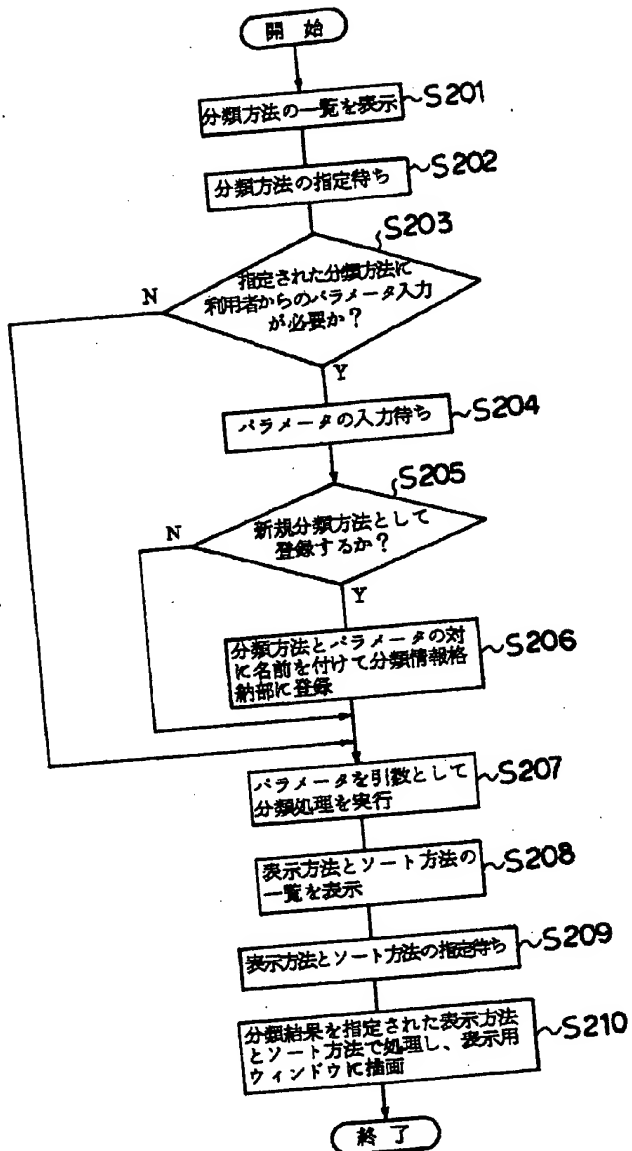 開始
分類方法の一覧を表示
S201
分類方法の指定待ち
S202
S203
指定された分類方法に
利用者からのパラメータ入力
が必要か？
N
Y
パラメータの入力待ち
S204
S205
新規分類方法として
登録するか？
N
Y
分類方法とパラメータの対
に名前を付けて分類情報格
納部に登録
S206
パラメータを引数として
分類処理を実行
S207
表示方法とソート方法の
一覧を表示
S208
表示方法とソート方法の指定待ち
S209
分類結果を指定された表示方法
とソート方法で処理し、表示用
ウィンドウに描画
S210
終了